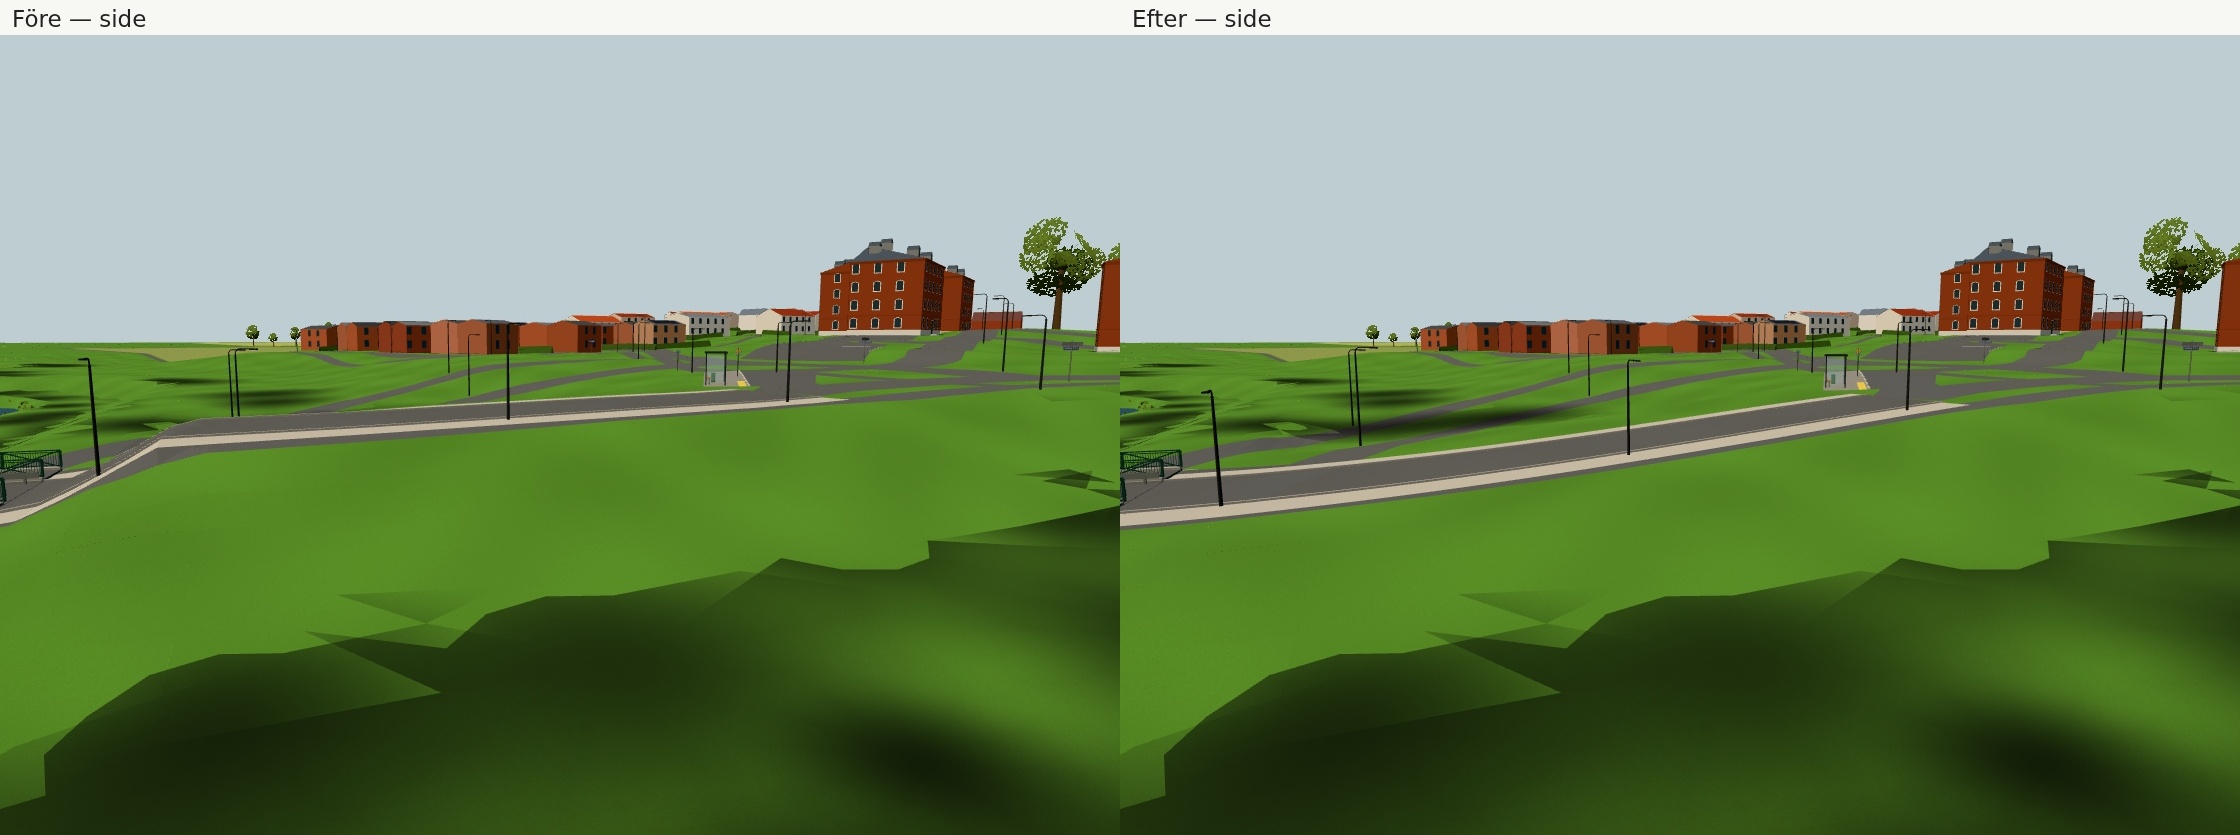 Före — side
Efter — side